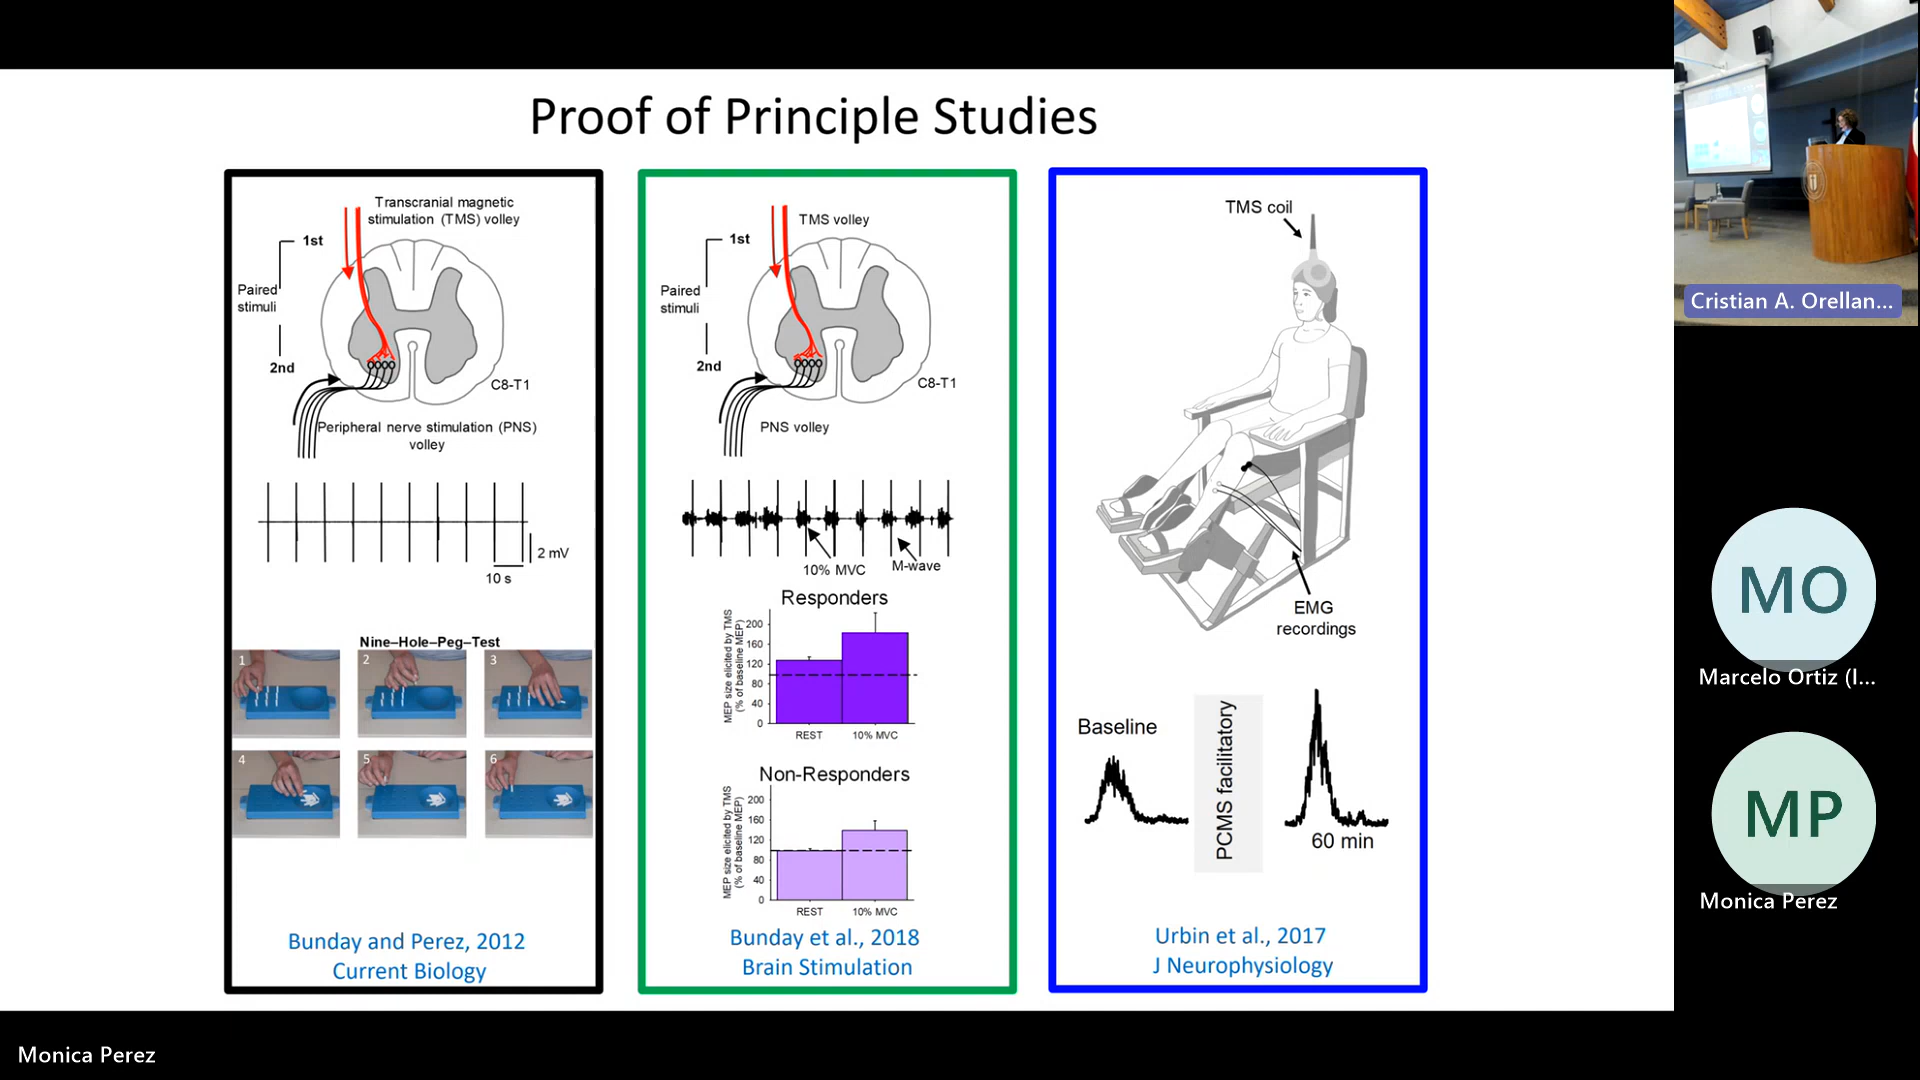 Proof of Principle Studies
Transcranial magnetic
stimulation (TMS) volley
1st
Paired
stimuli
2nd
C8-T1
Peripheral nerve stimulation (PNS)
volley
2 mV
10 s
Nine–Hole–Peg–Test
1
2
3
4
5
6
Bunday and Perez, 2012
Current Biology
TMS volley
1st
Paired
stimuli
2nd
C8-T1
PNS volley
10% MVC
M-wave
Responders
MEP size elicited by TMS
(% of baseline MEP)
200
160
120
80
40
0
REST
10% MVC
Non-Responders
MEP size elicited by TMS
(% of baseline MEP)
200
160
120
80
40
0
REST
10% MVC
Bunday et al., 2018
Brain Stimulation
TMS coil
EMG
recordings
Baseline
PCMS facilitatory
60 min
Urbin et al., 2017
J Neurophysiology
Cristian A. Orellan...
MO
Marcelo Ortiz (I...
MP
Monica Perez
Monica Perez